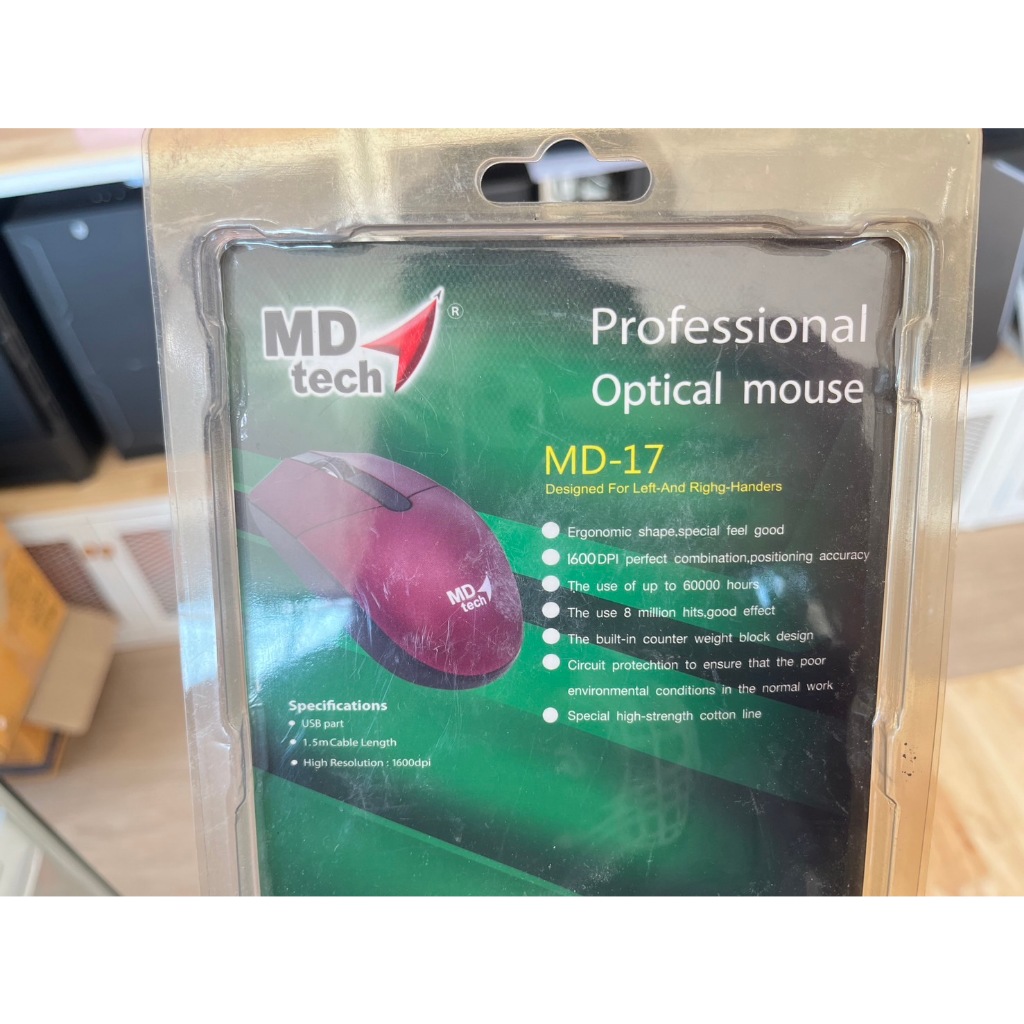 MD
tech
®
Professional
Optical mouse
MD-17
Designed For Left-And Righg-Handers
Ergonomic shape,special feel good
1600DPI perfect combination,positioning accuracy
The use of up to 60000 hours
The use 8 million hits,good effect
The built-in counter weight block design
Circuit protechtion to ensure that the poor
environmental conditions in the normal work
Special high-strength cotton line
MD
tech
Specifications
USB part
1.5m Cable Length
High Resolution : 1600dpi